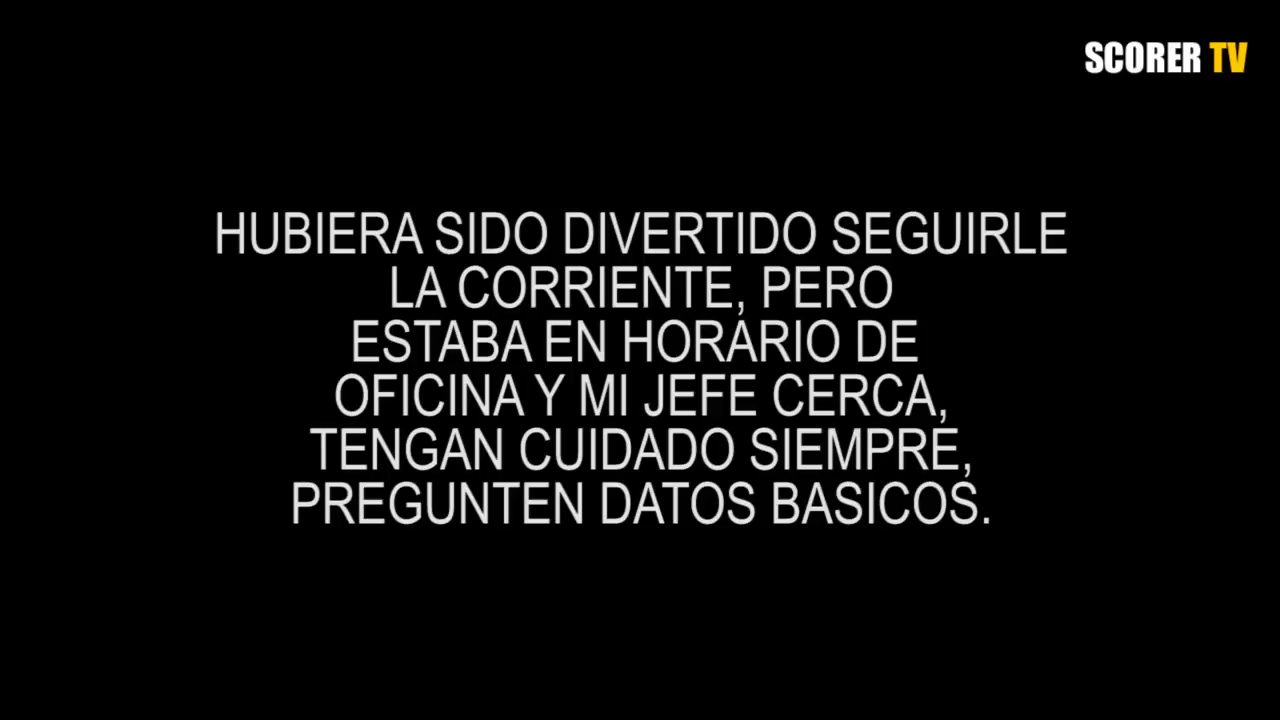 SCORER TV
HUBIERA SIDO DIVERTIDO SEGUIRLE
LA CORRIENTE, PERO
ESTABA EN HORARIO DE
OFICINA Y MI JEFE CERCA,
TENGAN CUIDADO SIEMPRE,
PREGUNTEN DATOS BASICOS.